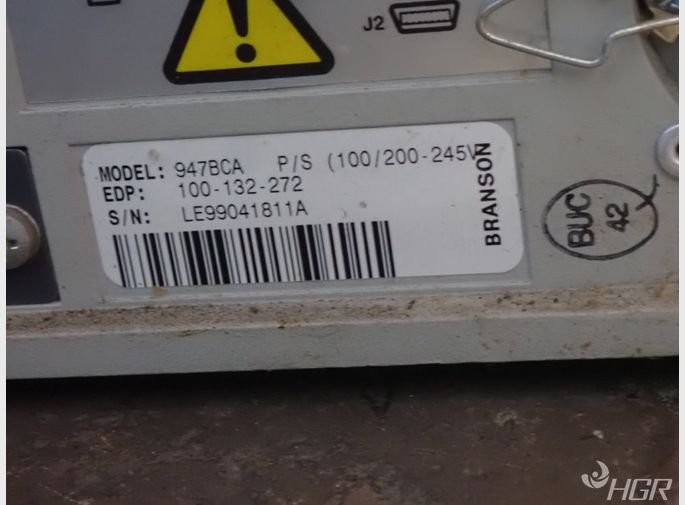 J2
MODEL: 947BCA P/S (100/200-245V
EDP: 100-132-272
S/N: LE99041811A
BRANSON
BUC
42
HGR